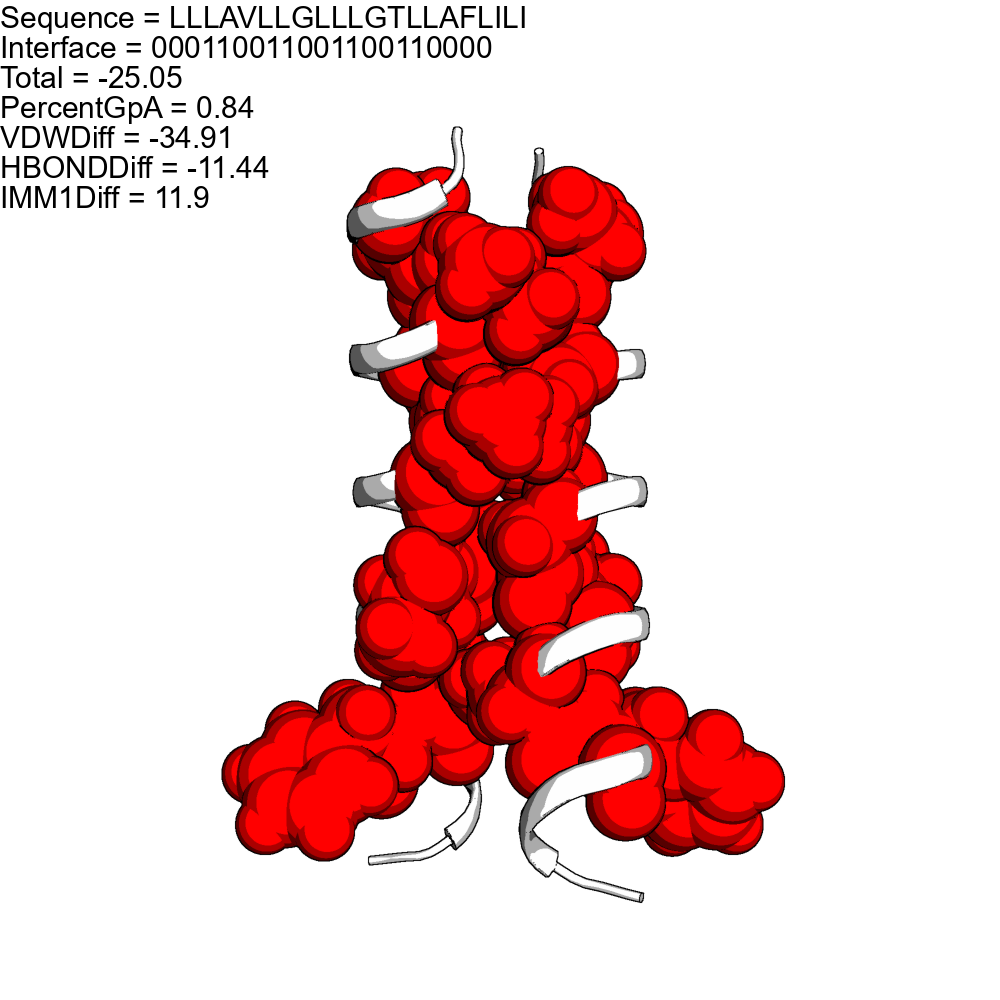 Sequence = LLLAVLLGLLLGTLLAFLILI
Interface = 000110011001100110000
Total = -25.05
PercentGpA = 0.84
VDWDiff = -34.91
HBONDDiff = -11.44
IMM1Diff = 11.9